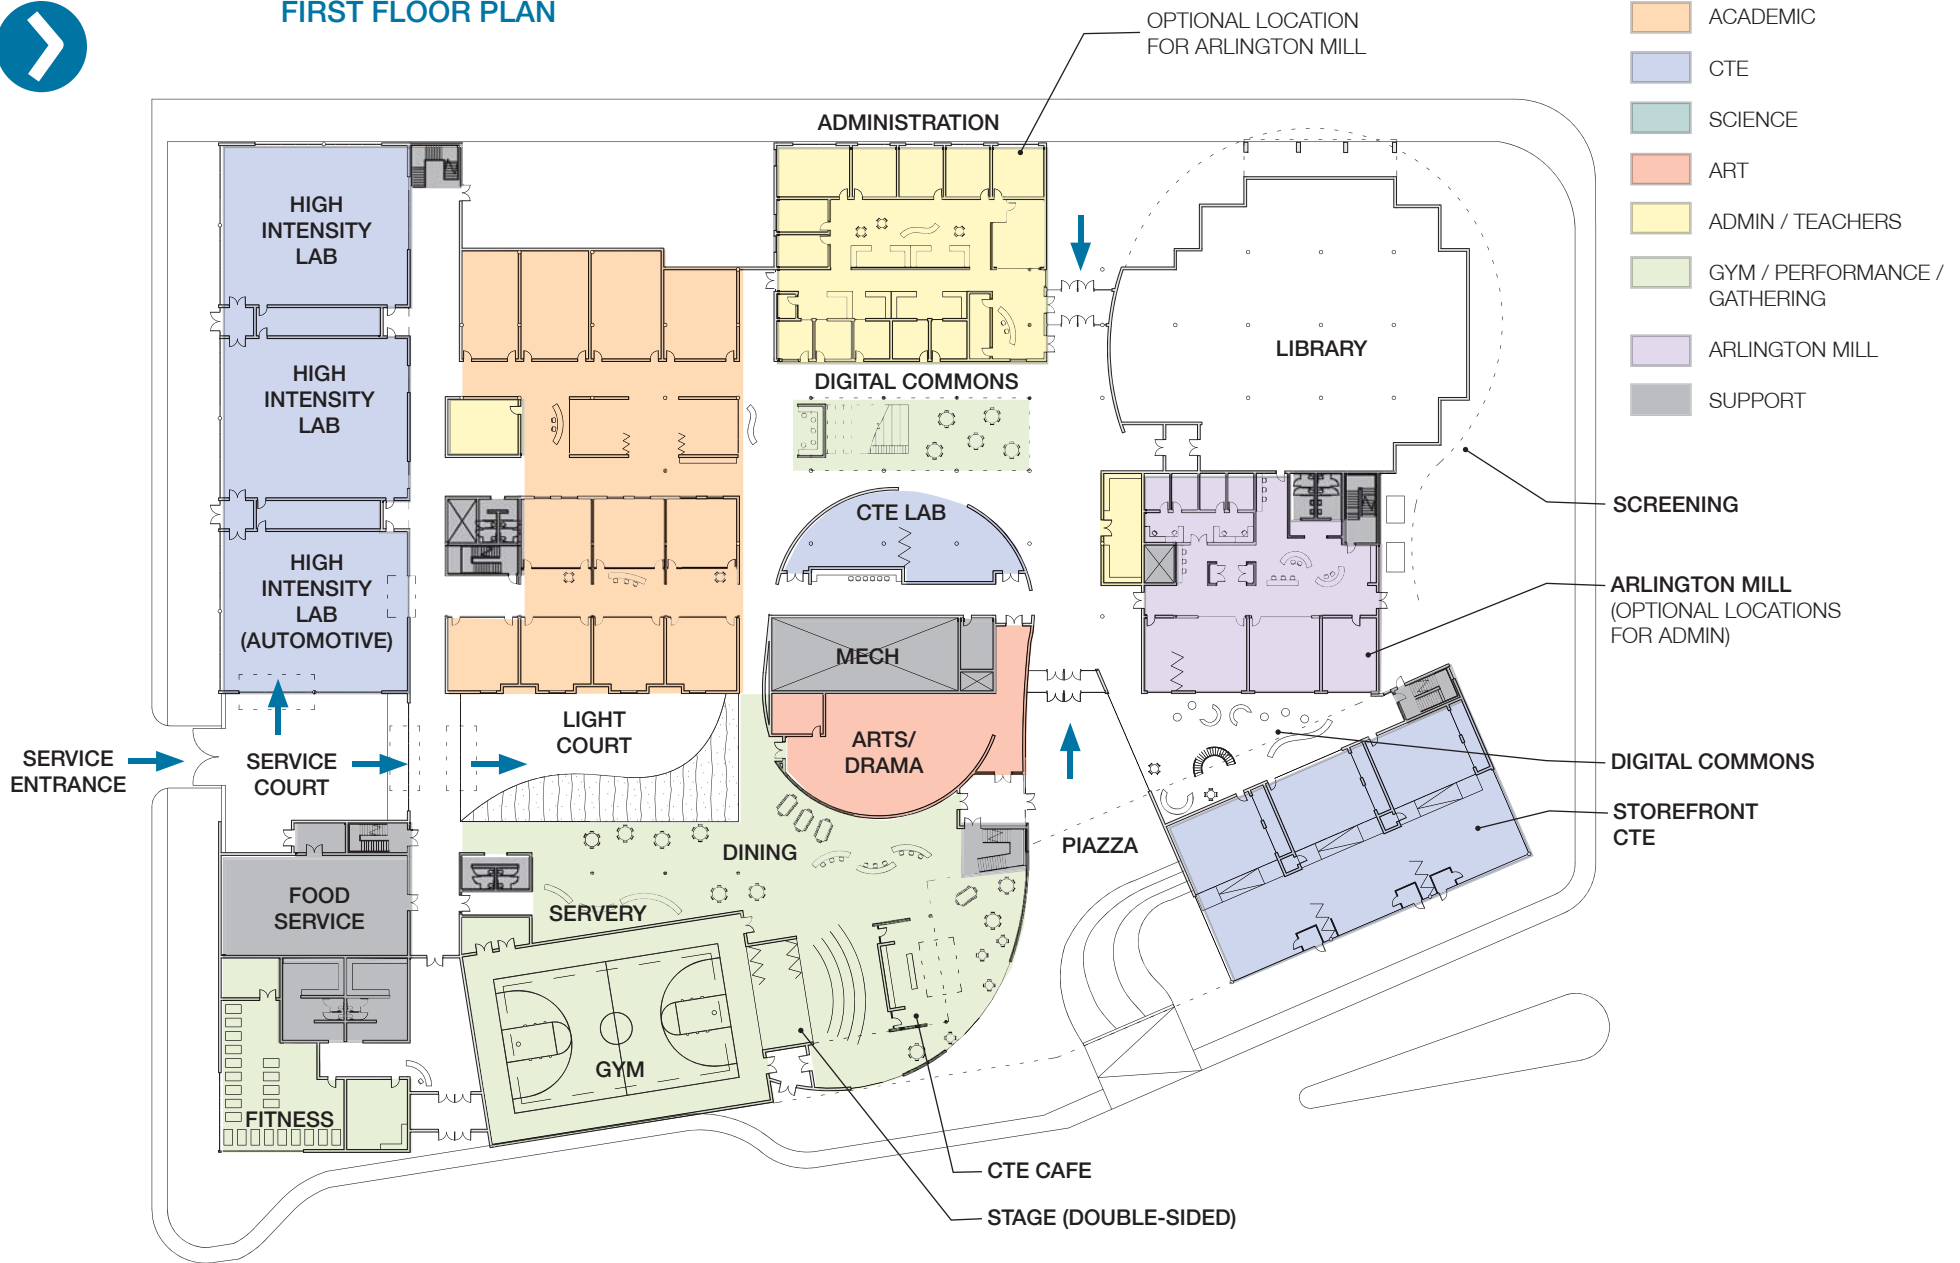 FIRST FLOOR PLAN
OPTIONAL LOCATION
FOR ARLINGTON MILL
ACADEMIC
CTE
SCIENCE
ART
ADMIN / TEACHERS
GYM / PERFORMANCE /
GATHERING
ARLINGTON MILL
SUPPORT
ADMINISTRATION
HIGH
INTENSITY
LAB
HIGH
INTENSITY
LAB
HIGH
INTENSITY
LAB
(AUTOMOTIVE)
LIBRARY
DIGITAL COMMONS
CTE LAB
SCREENING
ARLINGTON MILL
(OPTIONAL LOCATIONS
FOR ADMIN)
MECH
LIGHT
COURT
ARTS/
DRAMA
SERVICE
ENTRANCE
SERVICE
COURT
DIGITAL COMMONS
STOREFRONT
CTE
PIAZZA
DINING
FOOD
SERVICE
SERVERY
GYM
FITNESS
CTE CAFE
STAGE (DOUBLE-SIDED)